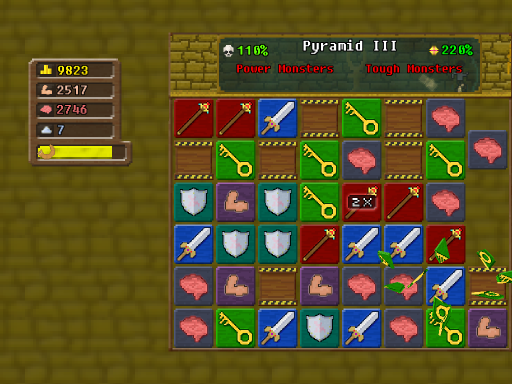 110%
Pyramid III
220%
Power Monsters
Tough Monsters
9823
2517
2746
7
2X